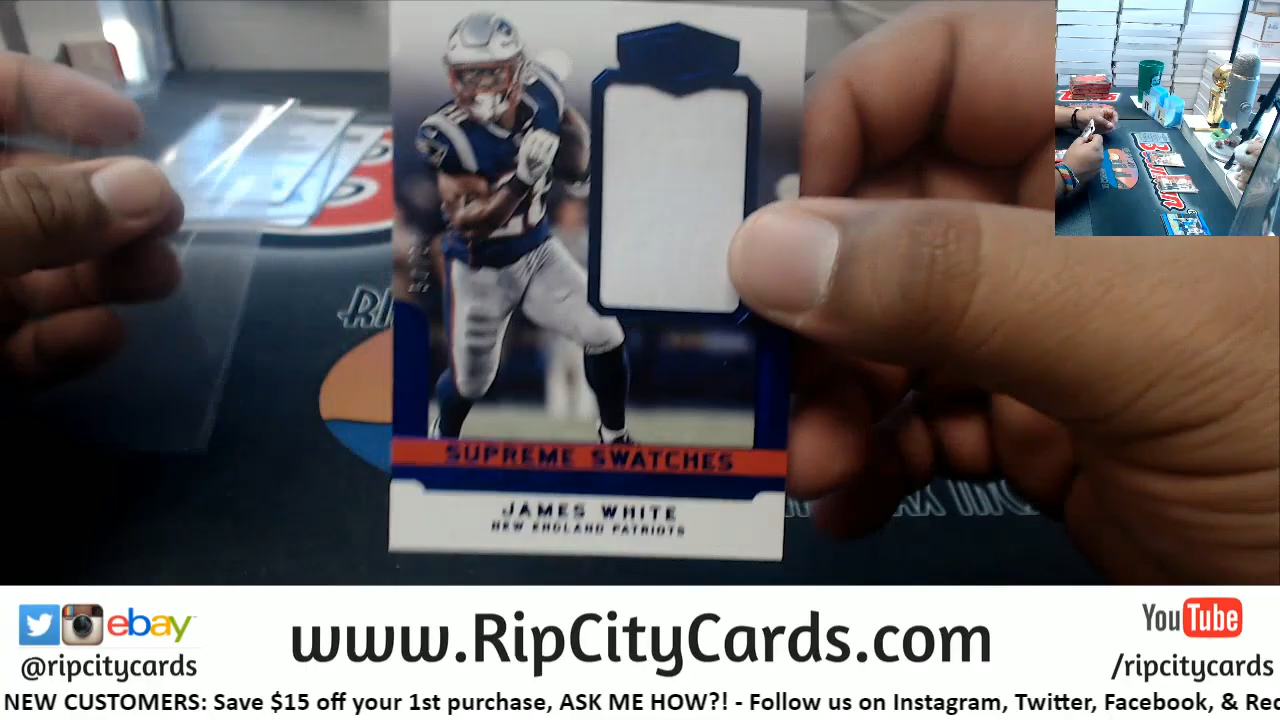 SUPREME SWATCHES
JAMES WHITE
NEW ENGLAND PATRIOTS
ebay
www.RipCityCards.com
YouTube
@ripcitycards
/ripcitycards
NEW CUSTOMERS: Save $15 off your 1st purchase, ASK ME HOW?! - Follow us on Instagram, Twitter, Facebook, &